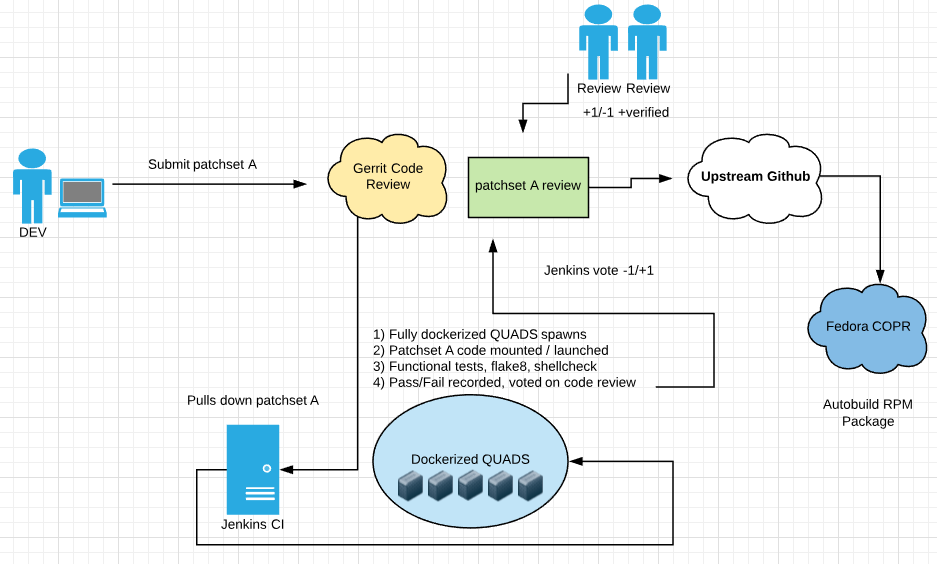 Review Review
+1/-1 +verified
Submit patchset A
Gerrit Code
Review
patchset A review
Upstream Github
DEV
Jenkins vote -1/+1
Fedora COPR
1) Fully dockerized QUADS spawns
2) Patchset A code mounted / launched
3) Functional tests, flake8, shellcheck
4) Pass/Fail recorded, voted on code review
Pulls down patchset A
Autobuild RPM
Package
Dockerized QUADS
Jenkins CI